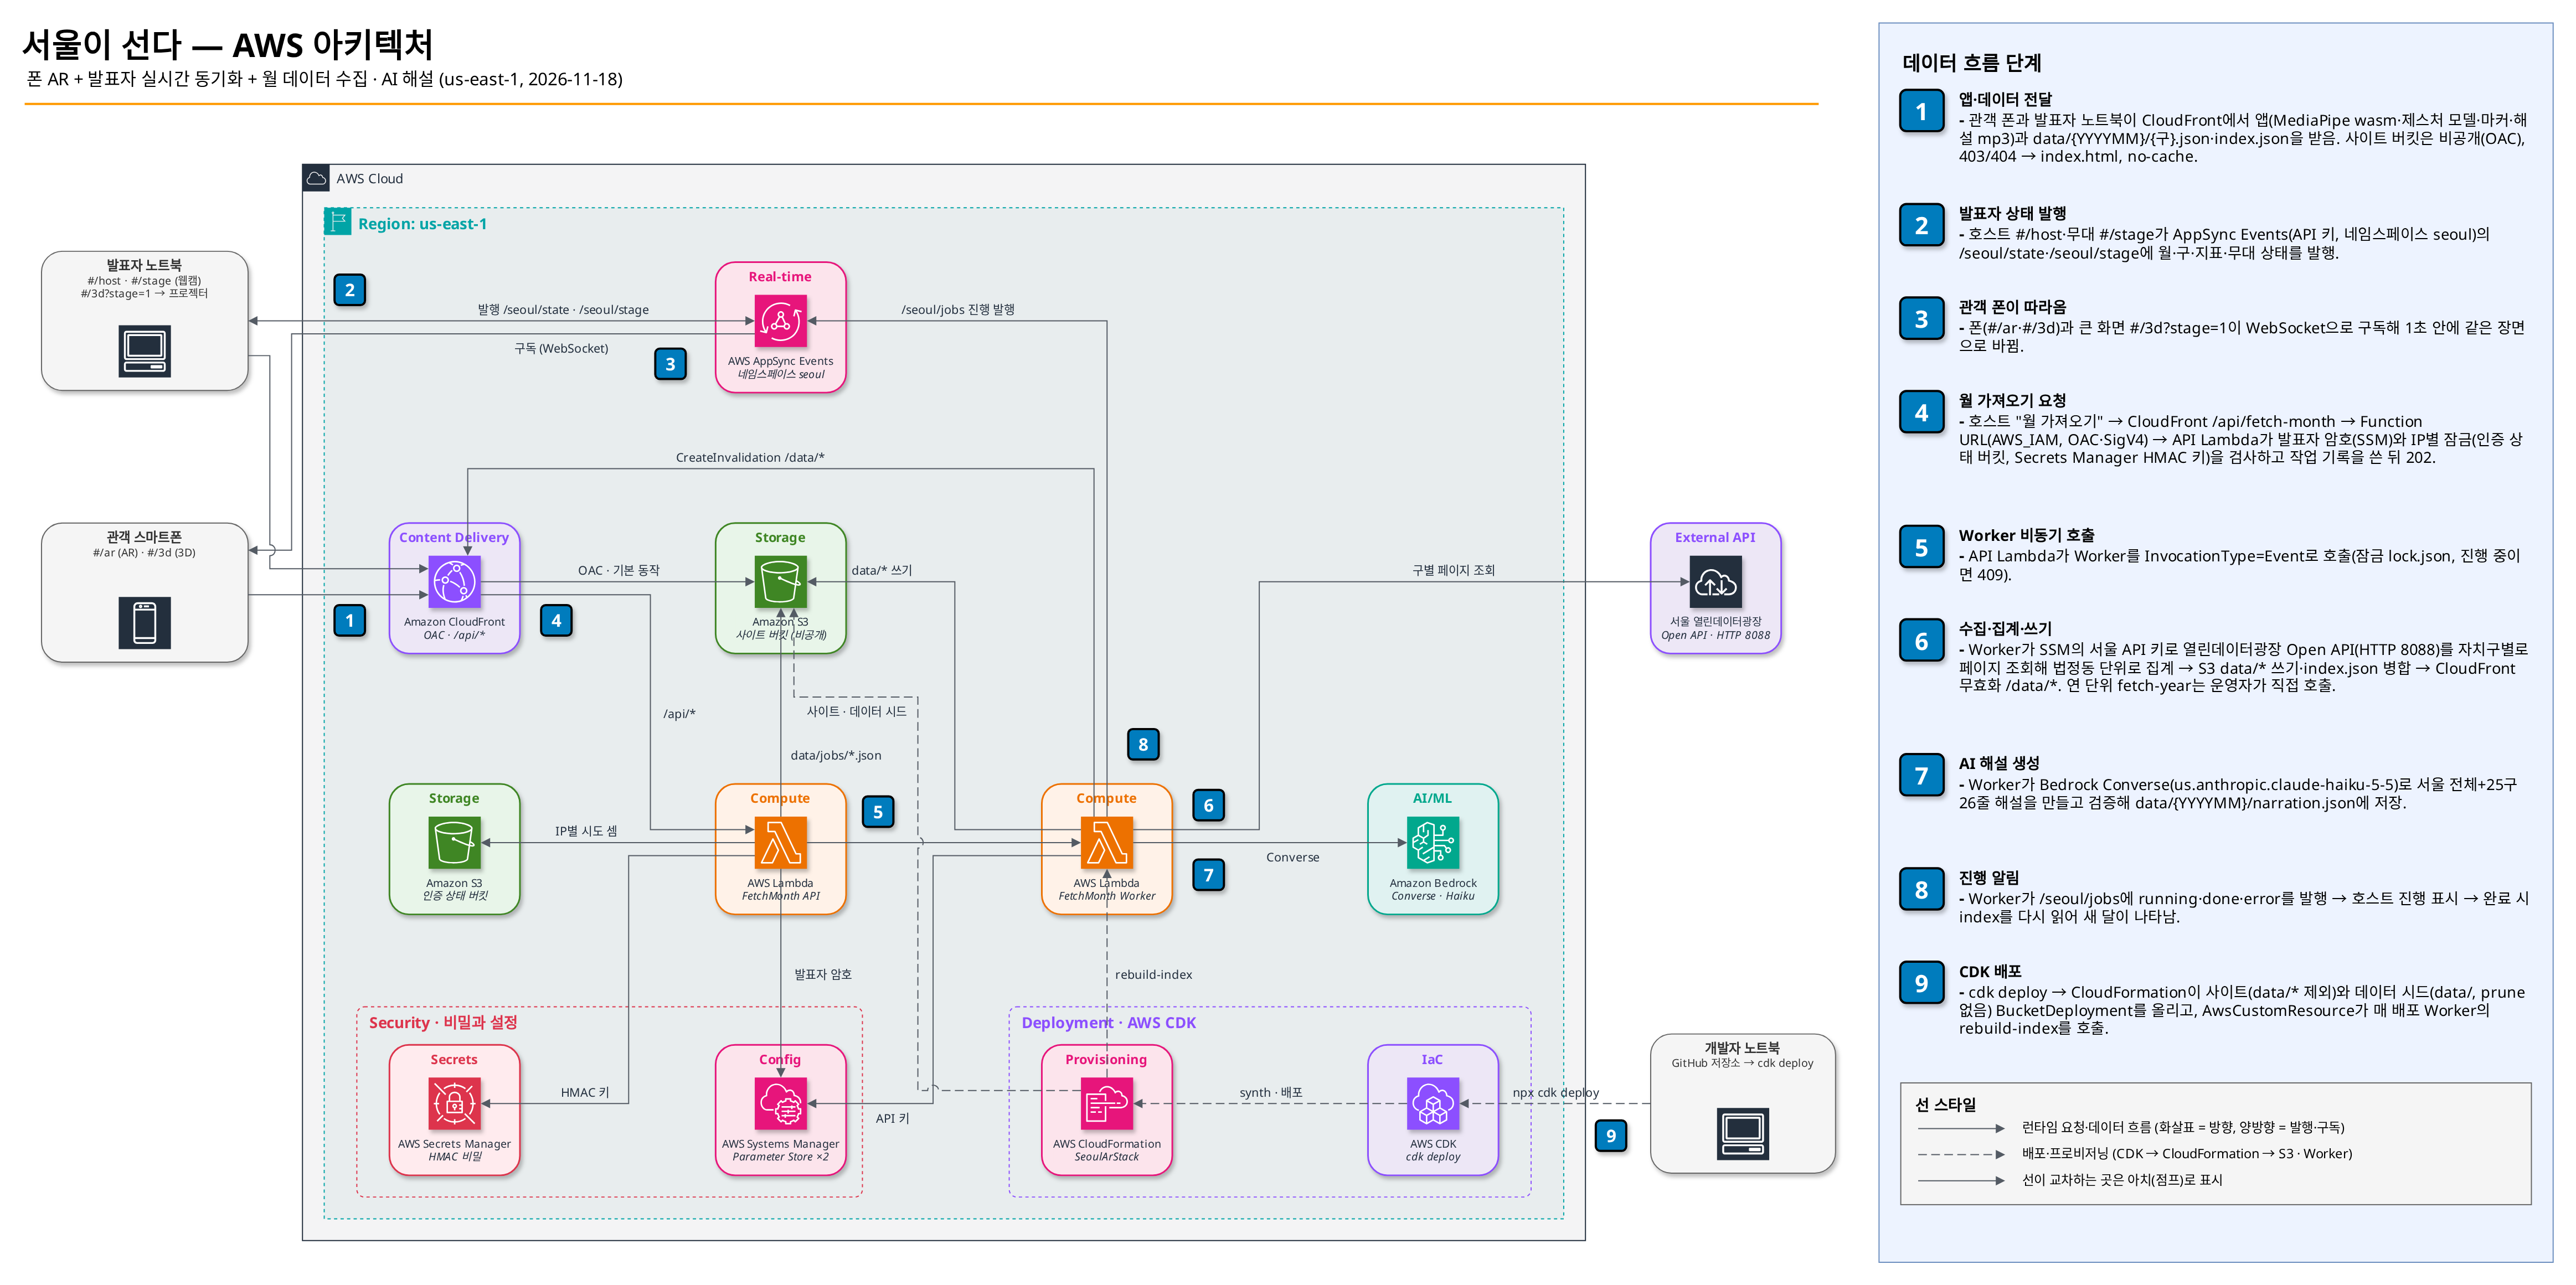 서울이 선다 — AWS 아키텍처
폰 AR + 발표자 실시간 동기화 + 월 데이터 수집 · AI 해설 (us-east-1, 2026-11-18)
AWS Cloud
Region: us-east-1
발표자 노트북
#/host · #/stage (웹캠)
#/3d?stage=1 → 프로젝터
2
Real-time
발행 /seoul/state · /seoul/stage
/seoul/jobs 진행 발행
구독 (WebSocket)
3
AWS AppSync Events
네임스페이스 seoul
CreateInvalidation /data/*
관객 스마트폰
#/ar (AR) · #/3d (3D)
Content Delivery
Amazon CloudFront
OAC · /api/*
1
4
OAC · 기본 동작
Storage
Amazon S3
사이트 버킷 (비공개)
data/* 쓰기
구별 페이지 조회
External API
서울 열린데이터광장
Open API · HTTP 8088
/api/*
사이트 · 데이터 시드
data/jobs/*.json
8
Storage
Amazon S3
인증 상태 버킷
IP별 시도 셈
Compute
AWS Lambda
FetchMonth API
5
Compute
AWS Lambda
FetchMonth Worker
6
7
Converse
AI/ML
Amazon Bedrock
Converse · Haiku
발표자 암호
rebuild-index
Security · 비밀과 설정
Secrets
AWS Secrets Manager
HMAC 비밀
HMAC 키
Config
AWS Systems Manager
Parameter Store ×2
API 키
Deployment · AWS CDK
Provisioning
AWS CloudFormation
SeoulArStack
synth · 배포
IaC
AWS CDK
cdk deploy
npx cdk deploy
9
개발자 노트북
GitHub 저장소 → cdk deploy
데이터 흐름 단계
1
앱·데이터 전달
- 관객 폰과 발표자 노트북이 CloudFront에서 앱(MediaPipe wasm·제스처 모델·마커·해
설 mp3)과 data/{YYYYMM}/{구}.json·index.json을 받음. 사이트 버킷은 비공개(OAC),
403/404 → index.html, no-cache.
2
발표자 상태 발행
- 호스트 #/host·무대 #/stage가 AppSync Events(API 키, 네임스페이스 seoul)의
/seoul/state·/seoul/stage에 월·구·지표·무대 상태를 발행.
3
관객 폰이 따라옴
- 폰(#/ar·#/3d)과 큰 화면 #/3d?stage=1이 WebSocket으로 구독해 1초 안에 같은 장면
으로 바뀜.
4
월 가져오기 요청
- 호스트 "월 가져오기" → CloudFront /api/fetch-month → Function
URL(AWS_IAM, OAC·SigV4) → API Lambda가 발표자 암호(SSM)와 IP별 잠금(인증 상
태 버킷, Secrets Manager HMAC 키)을 검사하고 작업 기록을 쓴 뒤 202.
5
Worker 비동기 호출
- API Lambda가 Worker를 InvocationType=Event로 호출(잠금 lock.json, 진행 중이
면 409).
6
수집·집계·쓰기
- Worker가 SSM의 서울 API 키로 열린데이터광장 Open API(HTTP 8088)를 자치구별로
페이지 조회해 법정동 단위로 집계 → S3 data/* 쓰기·index.json 병합 → CloudFront
무효화 /data/*. 연 단위 fetch-year는 운영자가 직접 호출.
7
AI 해설 생성
- Worker가 Bedrock Converse(us.anthropic.claude-haiku-5-5)로 서울 전체+25구
26줄 해설을 만들고 검증해 data/{YYYYMM}/narration.json에 저장.
8
진행 알림
- Worker가 /seoul/jobs에 running·done·error를 발행 → 호스트 진행 표시 → 완료 시
index를 다시 읽어 새 달이 나타남.
9
CDK 배포
- cdk deploy → CloudFormation이 사이트(data/* 제외)와 데이터 시드(data/, prune
없음) BucketDeployment를 올리고, AwsCustomResource가 매 배포 Worker의
rebuild-index를 호출.
선 스타일
런타임 요청·데이터 흐름 (화살표 = 방향, 양방향 = 발행·구독)
배포·프로비저닝 (CDK → CloudFormation → S3 · Worker)
선이 교차하는 곳은 아치(점프)로 표시